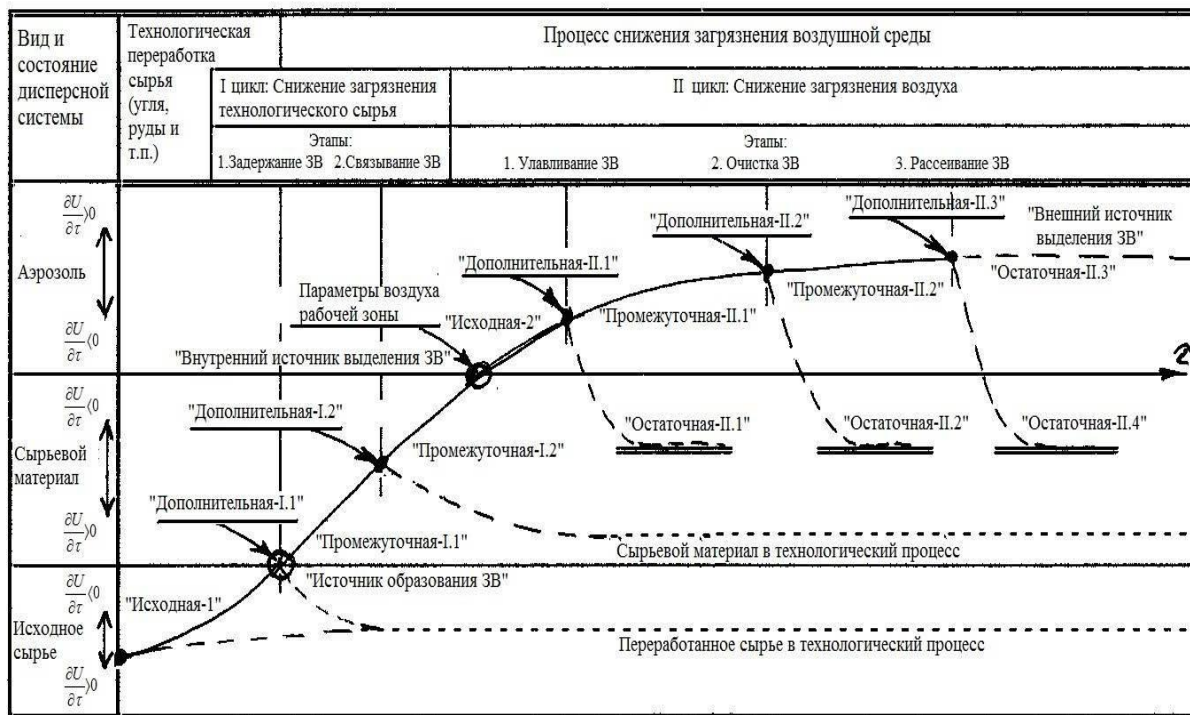 Вид и
состояние
дисперсной
системы
Технологическая
переработка
сырья
(угля,
руды и
т.п.)
Процесс снижения загрязнения воздушной среды
I цикл: Снижение загрязнения
технологического сырья
II цикл: Снижение загрязнения воздуха
Этапы:
1.Задержание ЗВ 2.Связывание ЗВ
Этапы:
1. Улавливание ЗВ 2. Очистка ЗВ 3. Рассеивание ЗВ
∂U/∂τ⟩0
Аэрозоль
∂U/∂τ⟨0
∂U/∂τ⟨0
Сырьевой
материал
∂U/∂τ⟩0
∂U/∂τ⟨0
Исходное
сырье
∂U/∂τ⟩0
"Дополнительная-II.3"
"Внешний источник
выделения ЗВ"
"Дополнительная-II.2"
"Дополнительная-II.1"
"Остаточная-II.3"
"Промежуточная-II.2"
Параметры воздуха
рабочей зоны
"Исходная-2"
"Промежуточная-II.1"
"Внутренний источник выделения ЗВ"
2
"Дополнительная-I.2"
"Остаточная-II.1"
"Остаточная-II.2"
"Остаточная-II.4"
"Промежуточная-I.2"
"Дополнительная-I.1"
"Промежуточная-I.1"
Сырьевой материал в технологический процесс
"Источник образования ЗВ"
"Исходная-1"
Переработанное сырье в технологический процесс